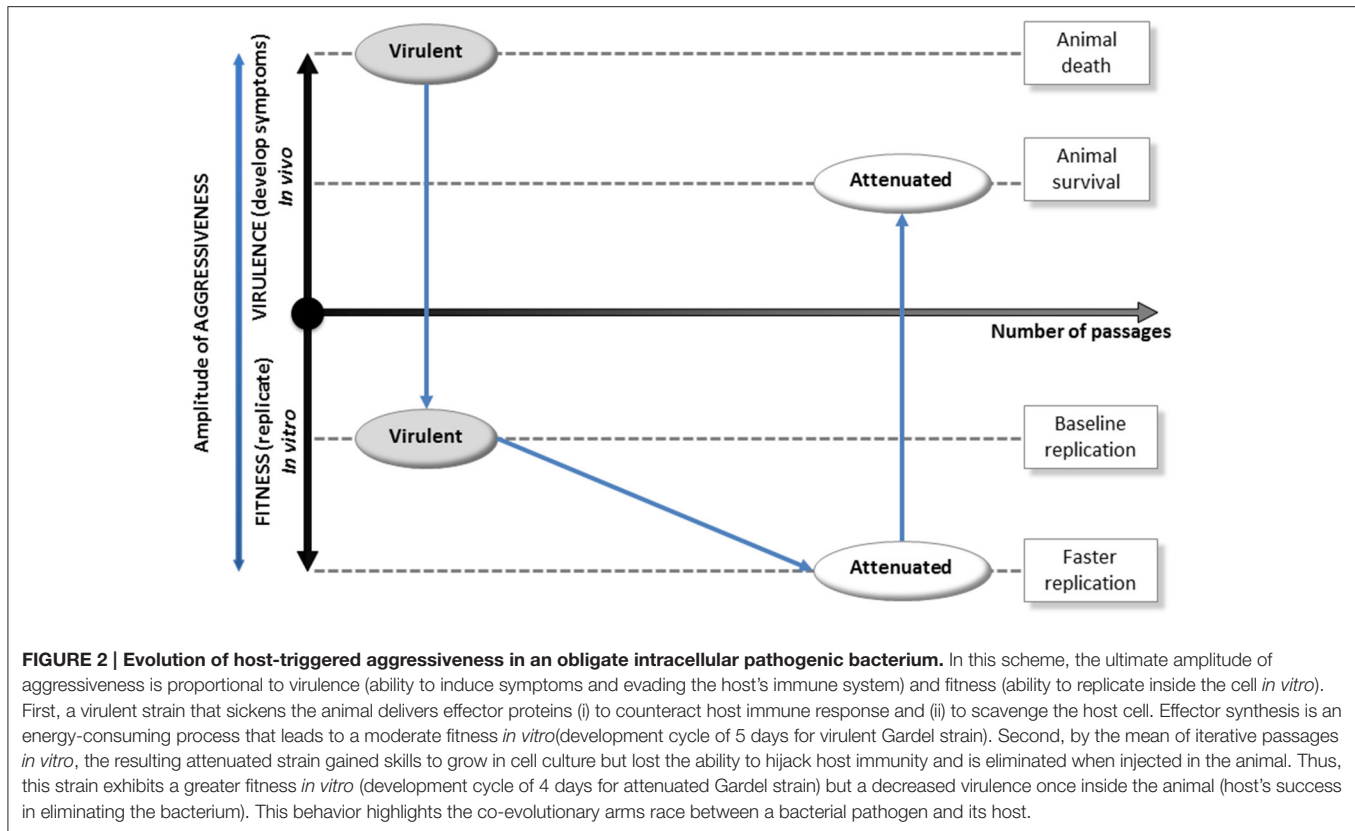 Virulent
Animal
death
Attenuated
Animal
survival
Amplitude of AGGRESSIVENESS
VIRULENCE (develop symptoms)
In vivo
Number of passages
FITNESS (replicate)
In vitro
Virulent
Baseline
replication
Attenuated
Faster
replication
FIGURE 2 | Evolution of host-triggered aggressiveness in an obligate intracellular pathogenic bacterium. In this scheme, the ultimate amplitude of
aggressiveness is proportional to virulence (ability to induce symptoms and evading the host's immune system) and fitness (ability to replicate inside the cell in vitro).
First, a virulent strain that sickens the animal delivers effector proteins (i) to counteract host immune response and (ii) to scavenge the host cell. Effector synthesis is an
energy-consuming process that leads to a moderate fitness in vitro(development cycle of 5 days for virulent Gardel strain). Second, by the mean of iterative passages
in vitro, the resulting attenuated strain gained skills to grow in cell culture but lost the ability to hijack host immunity and is eliminated when injected in the animal. Thus,
this strain exhibits a greater fitness in vitro (development cycle of 4 days for attenuated Gardel strain) but a decreased virulence once inside the animal (host's success
in eliminating the bacterium). This behavior highlights the co-evolutionary arms race between a bacterial pathogen and its host.